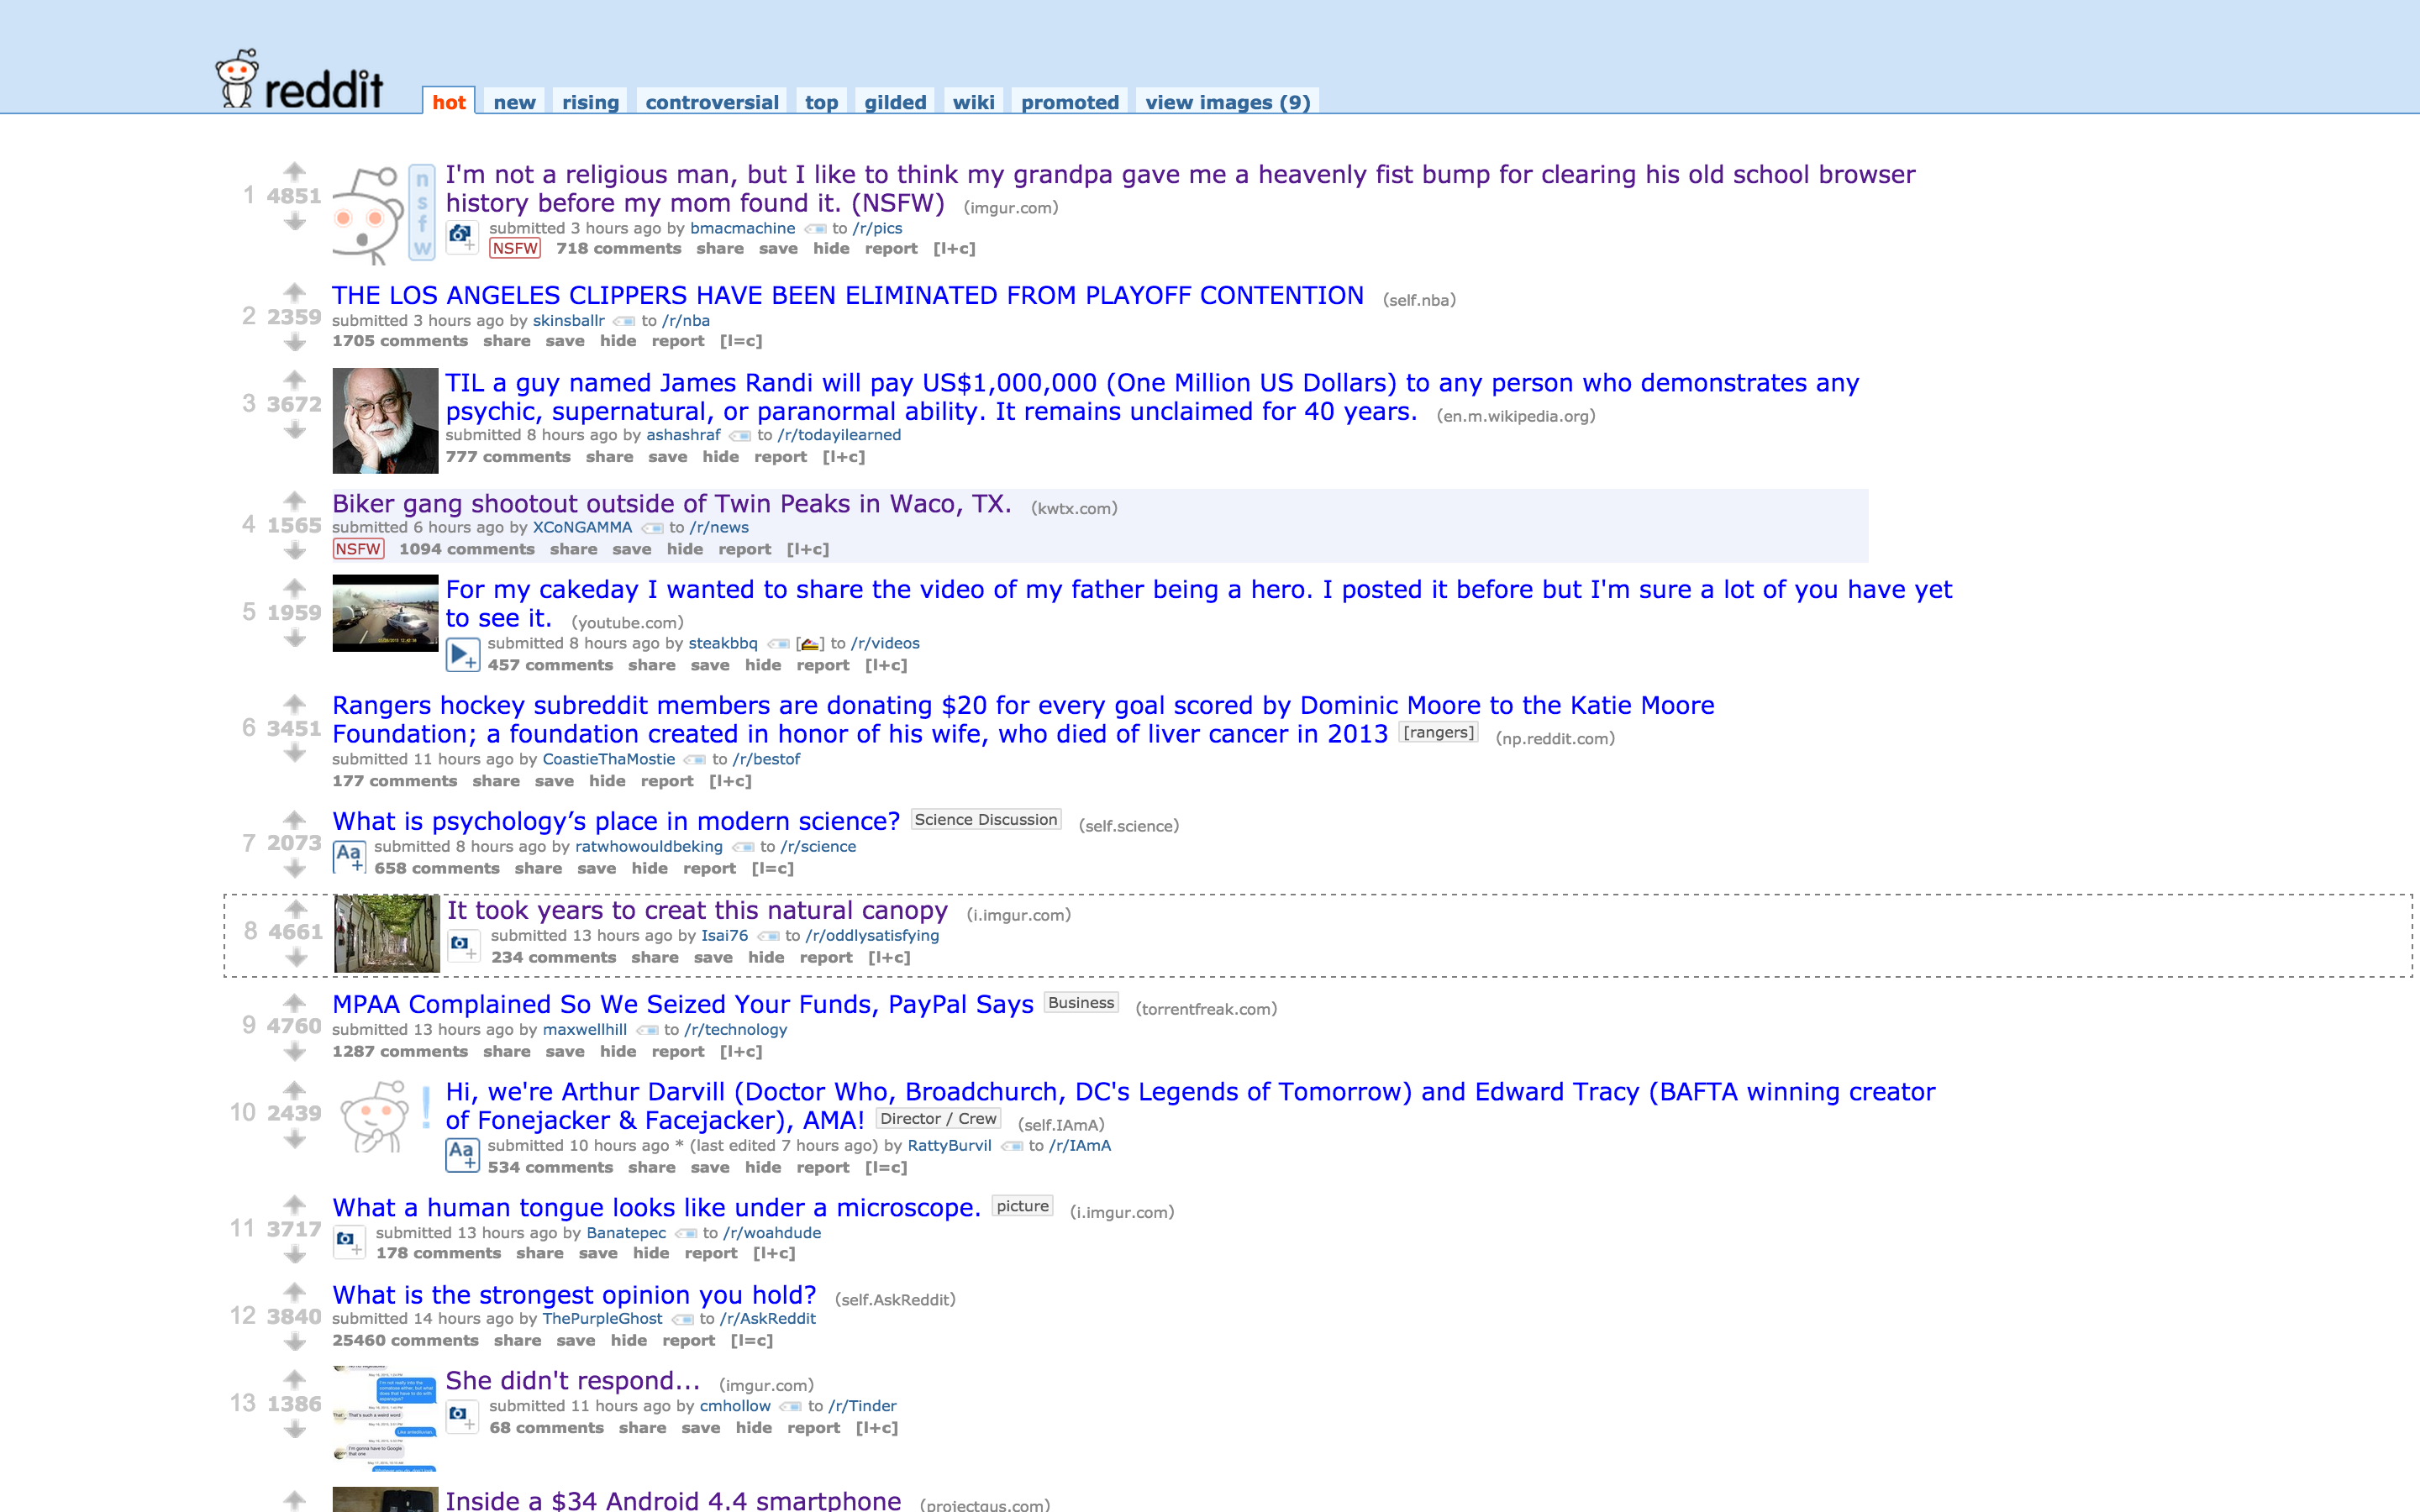 reddit hot new rising controversial top gilded wiki promoted view images (9)
1 4851 nsfw I'm not a religious man, but I like to think my grandpa gave me a heavenly fist bump for clearing his old school browser
history before my mom found it. (NSFW) (imgur.com)
submitted 3 hours ago by bmacmachine to /r/pics
NSFW 718 comments share save hide report [l+c]
THE LOS ANGELES CLIPPERS HAVE BEEN ELIMINATED FROM PLAYOFF CONTENTION (self.nba)
2 2359 submitted 3 hours ago by skinsballr to /r/nba
1705 comments share save hide report [l=c]
TIL a guy named James Randi will pay US$1,000,000 (One Million US Dollars) to any person who demonstrates any
3 3672 psychic, supernatural, or paranormal ability. It remains unclaimed for 40 years. (en.m.wikipedia.org)
submitted 8 hours ago by ashashraf to /r/todayilearned
777 comments share save hide report [l+c]
Biker gang shootout outside of Twin Peaks in Waco, TX. (kwtx.com)
4 1565 submitted 6 hours ago by XCoNGAMMA to /r/news
NSFW 1094 comments share save hide report [l+c]
For my cakeday I wanted to share the video of my father being a hero. I posted it before but I'm sure a lot of you have yet
5 1959 to see it. (youtube.com)
submitted 8 hours ago by steakbbq [] to /r/videos
457 comments share save hide report [l+c]
Rangers hockey subreddit members are donating $20 for every goal scored by Dominic Moore to the Katie Moore
6 3451 Foundation; a foundation created in honor of his wife, who died of liver cancer in 2013 [rangers] (np.reddit.com)
submitted 11 hours ago by CoastieThaMostie to /r/bestof
177 comments share save hide report [l+c]
What is psychology’s place in modern science? Science Discussion (self.science)
7 2073 Aa+ submitted 8 hours ago by ratwhowouldbeking to /r/science
658 comments share save hide report [l=c]
It took years to creat this natural canopy (i.imgur.com)
8 4661 submitted 13 hours ago by Isai76 to /r/oddlysatisfying
234 comments share save hide report [l+c]
MPAA Complained So We Seized Your Funds, PayPal Says Business (torrentfreak.com)
9 4760 submitted 13 hours ago by maxwellhill to /r/technology
1287 comments share save hide report [l+c]
! Hi, we're Arthur Darvill (Doctor Who, Broadchurch, DC's Legends of Tomorrow) and Edward Tracy (BAFTA winning creator
10 2439 of Fonejacker & Facejacker), AMA! Director / Crew (self.IAmA)
Aa+ submitted 10 hours ago * (last edited 7 hours ago) by RattyBurvil to /r/IAmA
534 comments share save hide report [l=c]
What a human tongue looks like under a microscope. picture (i.imgur.com)
11 3717 submitted 13 hours ago by Banatepec to /r/woahdude
178 comments share save hide report [l+c]
What is the strongest opinion you hold? (self.AskReddit)
12 3840 submitted 14 hours ago by ThePurpleGhost to /r/AskReddit
25460 comments share save hide report [l=c]
She didn't respond... (imgur.com)
13 1386 submitted 11 hours ago by cmhollow to /r/Tinder
68 comments share save hide report [l+c]
That's such a weird word
I'm gonna have to Google
that one
Inside a $34 Android 4.4 smartphone (projectgus.com)